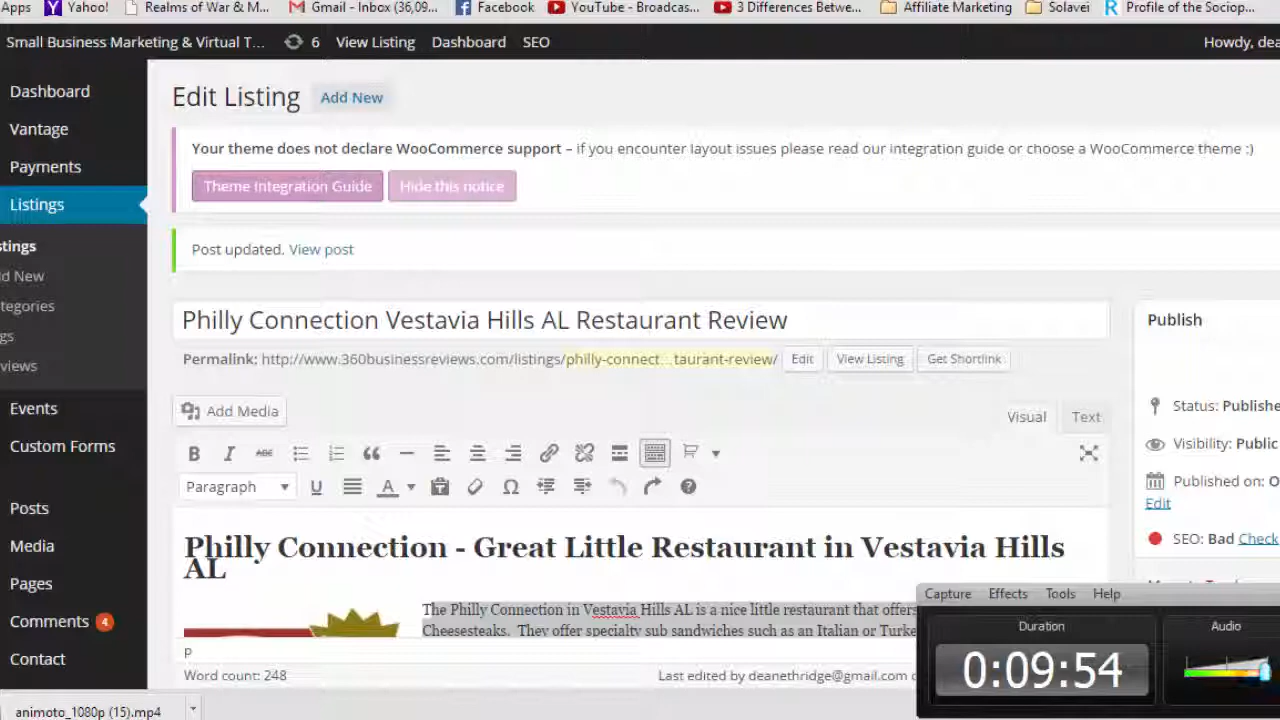 Apps Yahoo! Realms of War & M... Gmail - Inbox (36,09... Facebook YouTube - Broadcas... 3 Differences Betwe... Affiliate Marketing Solavei Profile of the Sociop...
Small Business Marketing & Virtual T... 6 View Listing Dashboard SEO Howdy, dea
Dashboard
Vantage
Payments
Listings
stings
d New
tegories
gs
views
Events
Custom Forms
Posts
Media
Pages
Comments 4
Contact
Edit Listing Add New
Your theme does not declare WooCommerce support – if you encounter layout issues please read our integration guide or choose a WooCommerce theme :)
Theme Integration Guide Hide this notice
Post updated. View post
Philly Connection Vestavia Hills AL Restaurant Review
Permalink: http://www.360businessreviews.com/listings/philly-connect...taurant-review/ Edit View Listing Get Shortlink
Add Media Visual Text
B I ABC
Paragraph U A Ω
Philly Connection - Great Little Restaurant in Vestavia Hills
AL
The Philly Connection in Vestavia Hills AL is a nice little restaurant that offers
Cheesesteaks. They offer specialty sub sandwiches such as an Italian or Turke
p
Word count: 248 Last edited by deanethridge@gmail.com o
Publish
Status: Publishe
Visibility: Public
Published on: O
Edit
SEO: Bad Check
Capture Effects Tools Help
Duration Audio
0:09:54
animoto_1080p (15).mp4